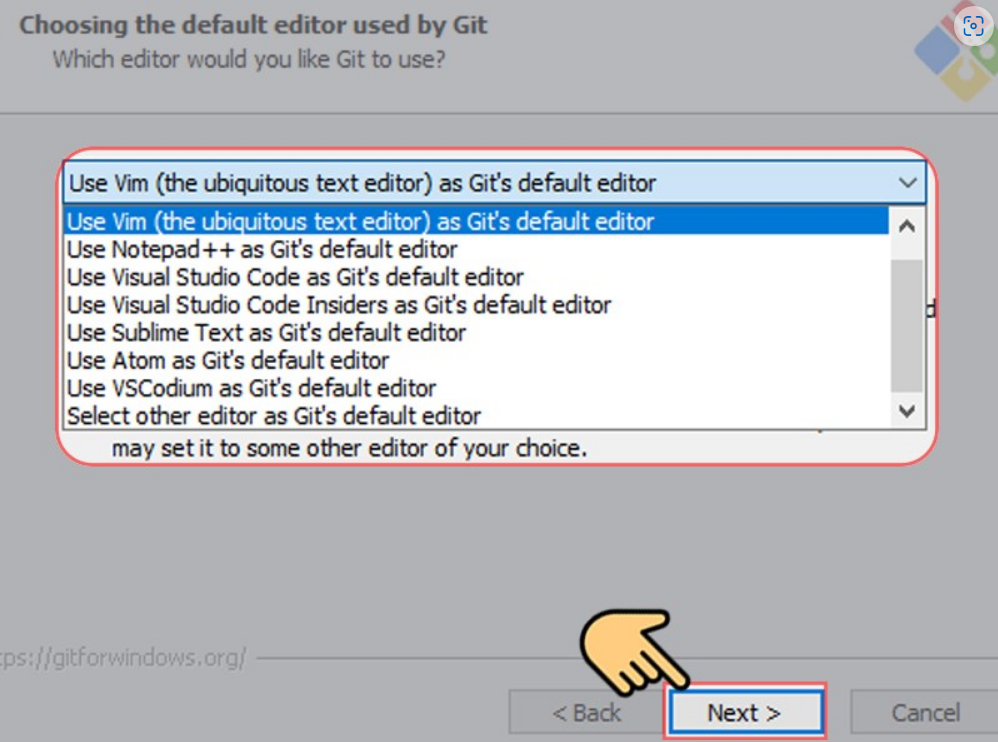 Choosing the default editor used by Git
Which editor would you like Git to use?
Use Vim (the ubiquitous text editor) as Git's default editor
Use Vim (the ubiquitous text editor) as Git's default editor
Use Notepad++ as Git's default editor
Use Visual Studio Code as Git's default editor
Use Visual Studio Code Insiders as Git's default editor
Use Sublime Text as Git's default editor
Use Atom as Git's default editor
Use VSCodium as Git's default editor
Select other editor as Git's default editor
may set it to some other editor of your choice.
tps://gitforwindows.org/
< Back
Next >
Cancel